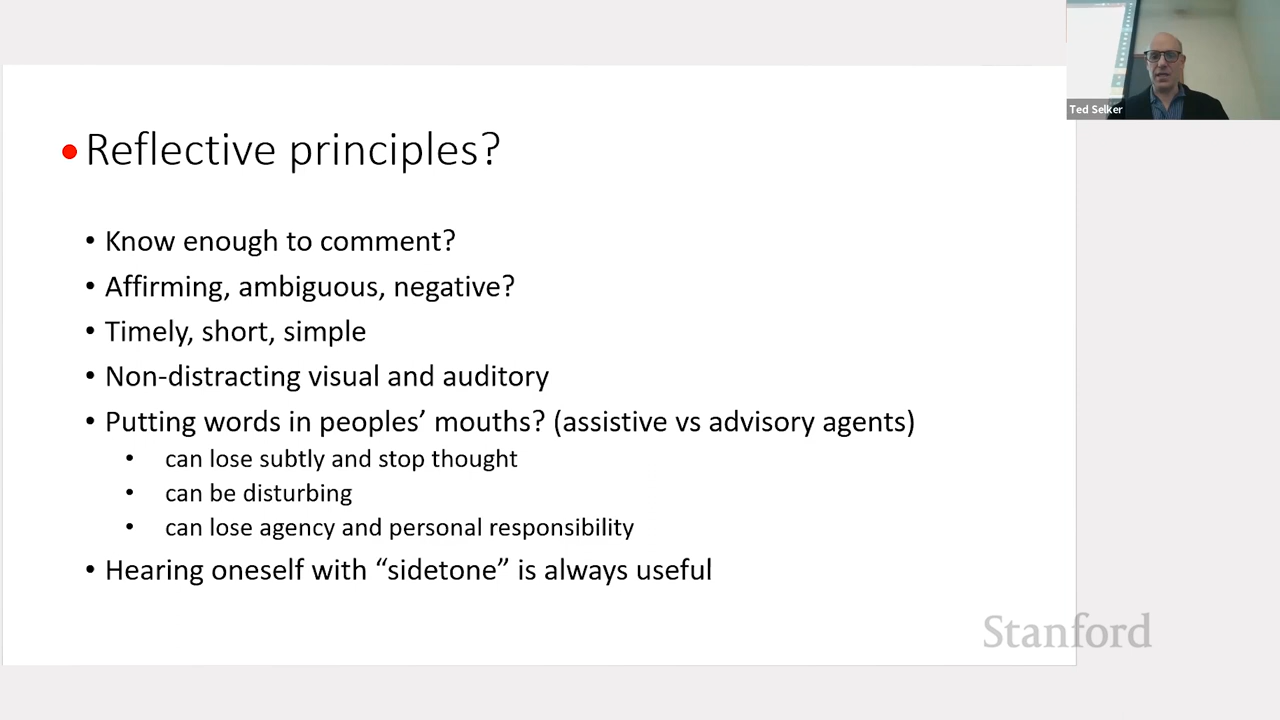 Ted Selker
Reflective principles?
• Know enough to comment?
• Affirming, ambiguous, negative?
• Timely, short, simple
• Non-distracting visual and auditory
• Putting words in peoples’ mouths? (assistive vs advisory agents)
• can lose subtly and stop thought
• can be disturbing
• can lose agency and personal responsibility
• Hearing oneself with “sidetone” is always useful
Stanford